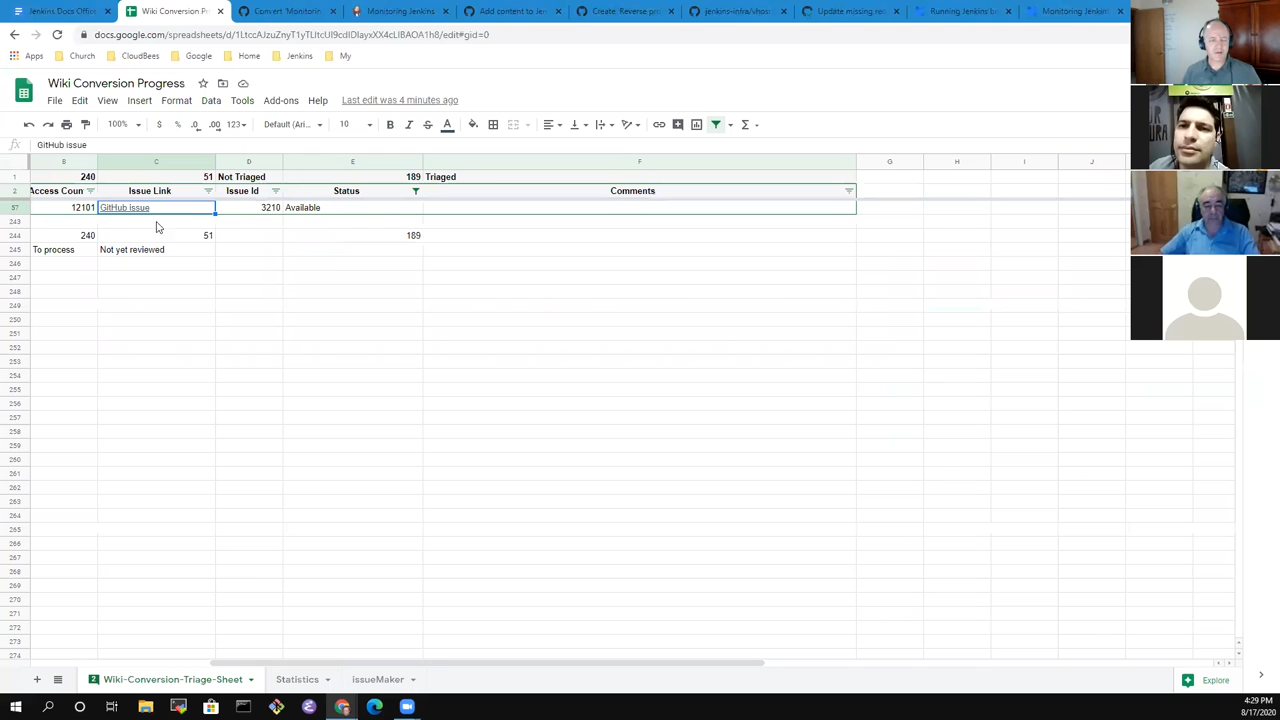 Jenkins Docs Office
Wiki Conversion Progress
Convert 'Monitoring
Monitoring Jenkins
Add content to Jen
Create: Reverse pro
jenkins-infra/vhos
Update missing re
Running Jenkins b
Monitoring Jenkin
docs.google.com/spreadsheets/d/
edit#gid=0
Apps Church CloudBees Google Home Jenkins My
Wiki Conversion Progress
File Edit View Insert Format Data Tools Add-ons Help Last edit was 4 minutes ago
100% $ % .0 .00 123 Default (Ari... 10 B I S A
fx GitHub issue
B C D E F G H I J
1 240 51 Not Triaged 189 Triaged
2 Access Coun Issue Link Issue Id Status Comments
37 12101 GitHub issue 3210 Available
243
244 240 51 189
245 To process Not yet reviewed
246
247
248
249
250
251
252
253
254
255
256
257
258
259
260
261
262
263
264
265
266
267
268
269
270
271
272
273
274
2 Wiki-Conversion-Triage-Sheet Statistics issueMaker Explore
4:29 PM
8/17/2020